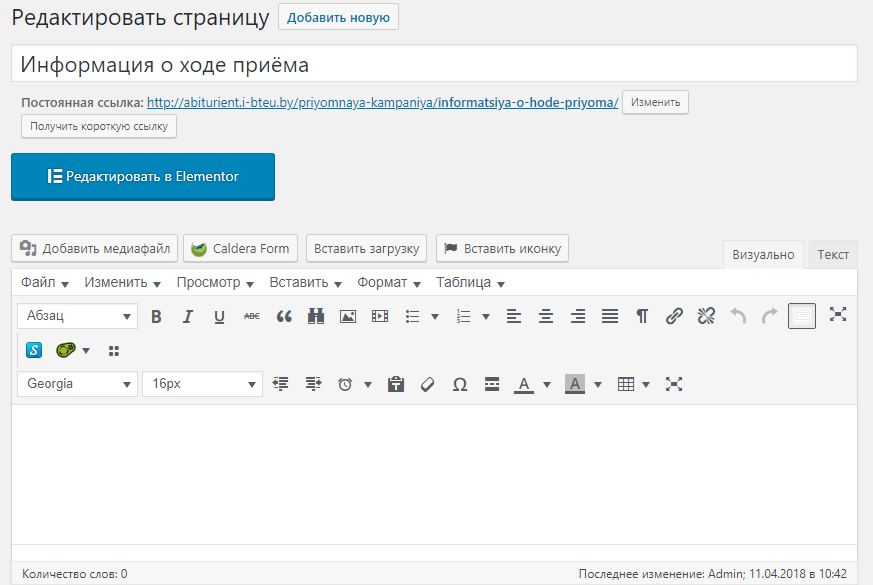 Редактировать страницу Добавить новую
Информация о ходе приёма
Постоянная ссылка: http://abiturient.i-bteu.by/priyomnaya-kampaniya/informatsiya-o-hode-priyoma/ Изменить
Получить короткую ссылку
Редактировать в Elementor
Добавить медиафайл Caldera Form Вставить загрузку Вставить иконку Визуально Текст
Файл Изменить Просмотр Вставить Формат Таблица
Абзац B I U ABC
S
Georgia 16px Ω A A
Количество слов: 0 Последнее изменение: Admin; 11.04.2018 в 10:42